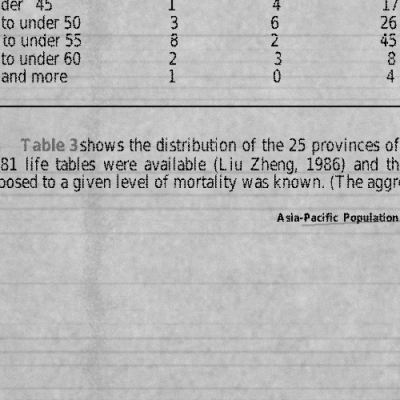 der 45 1 4 17
to under 50 3 6 26
to under 55 8 2 45
to under 60 2 3 8
and more 1 0 4
Table 3 shows the distribution of the 25 provinces of
81 life tables were available (Liu Zheng, 1986) and th
posed to a given level of mortality was known. (The aggre
Asia-Pacific Population